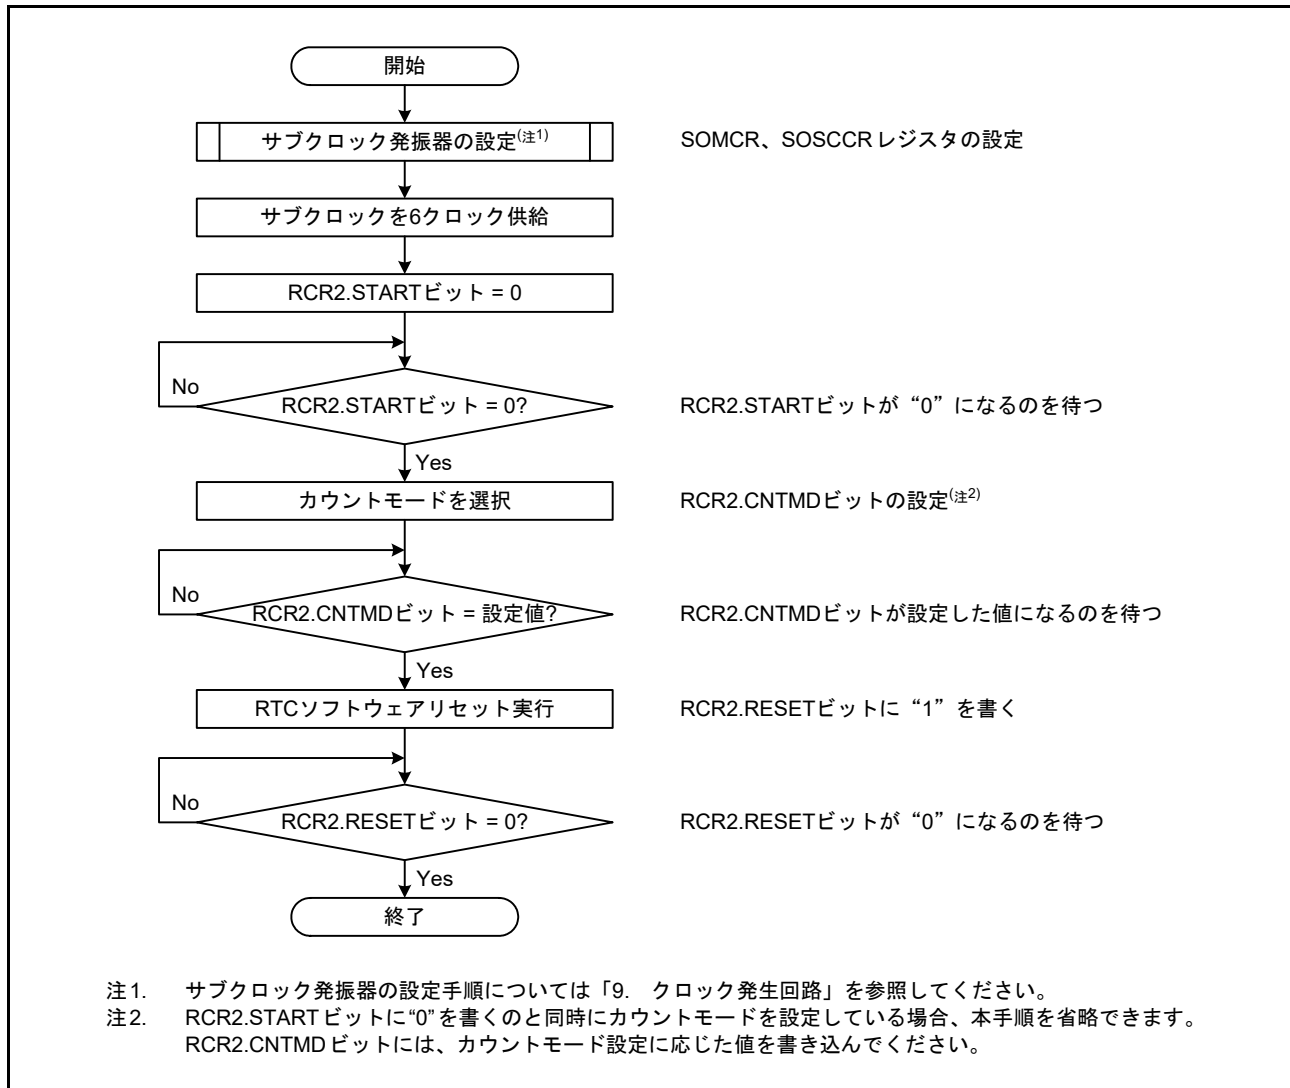 開始
サブクロック発振器の設定(注1)
SOMCR、SOSCCRレジスタの設定
サブクロックを6クロック供給
RCR2.STARTビット = 0
No
RCR2.STARTビット = 0?
RCR2.STARTビットが“0”になるのを待つ
Yes
カウントモードを選択
RCR2.CNTMDビットの設定(注2)
No
RCR2.CNTMDビット = 設定値?
RCR2.CNTMDビットが設定した値になるのを待つ
Yes
RTCソフトウェアリセット実行
RCR2.RESETビットに“1”を書く
No
RCR2.RESETビット = 0?
RCR2.RESETビットが“0”になるのを待つ
Yes
終了
注1. サブクロック発振器の設定手順については「9. クロック発生回路」を参照してください。
注2. RCR2.STARTビットに“0”を書くのと同時にカウントモードを設定している場合、本手順を省略できます。
RCR2.CNTMDビットには、カウントモード設定に応じた値を書き込んでください。